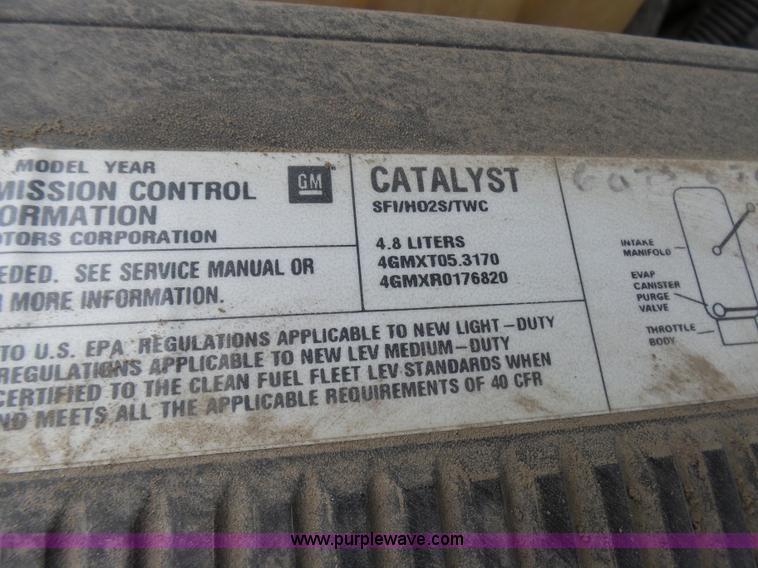 MODEL YEAR
MISSION CONTROL
ORMATION
OTORS CORPORATION
GM
EEDED. SEE SERVICE MANUAL OR
R MORE INFORMATION.
CATALYST
SFI/HO2S/TWC
4.8 LITERS
4GMXT05.3170
4GMXR0176820
TO U.S. EPA REGULATIONS APPLICABLE TO NEW LIGHT-DUTY
REGULATIONS APPLICABLE TO NEW LEV MEDIUM-DUTY
CERTIFIED TO THE CLEAN FUEL FLEET LEV STANDARDS WHEN
ND MEETS ALL THE APPLICABLE REQUIREMENTS OF 40 CFR
INTAKE
MANIFOLD
EVAP
CANISTER
PURGE
VALVE
THROTTLE
BODY
www.purplewave.com